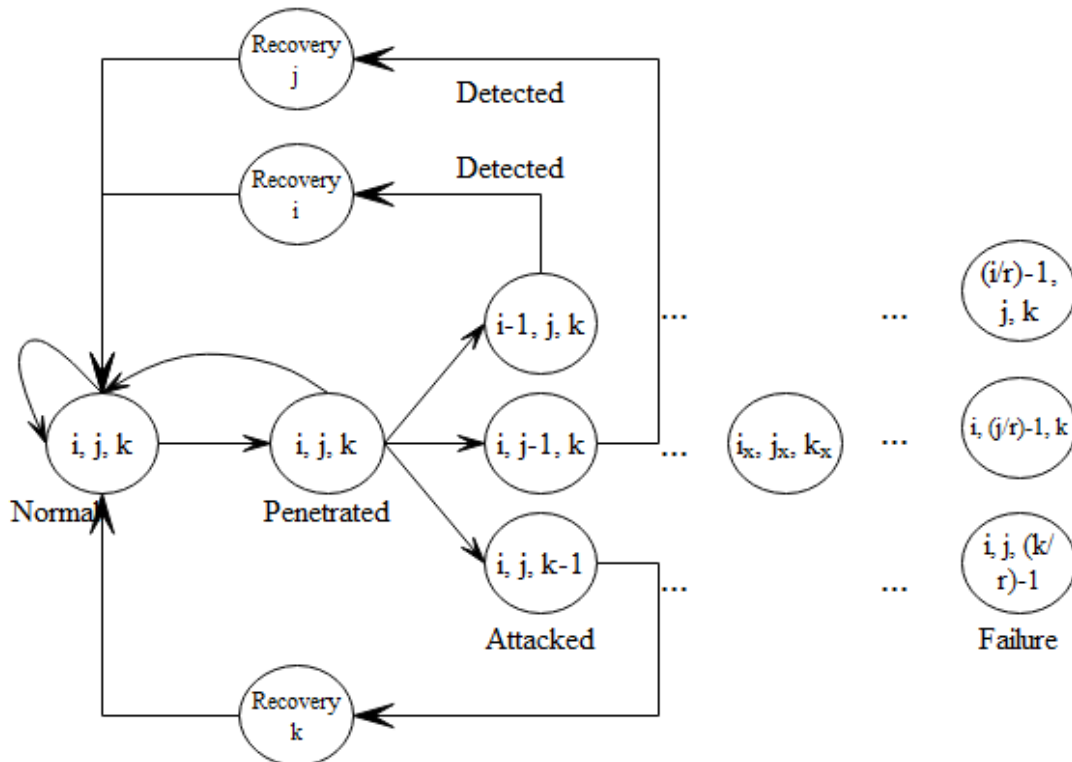 Recovery
j
Detected
Recovery
i
Detected
(i/r)-1,
j, k
i-1, j, k
...
...
i, j, k
Normal
i, j, k
Penetrated
i, j-1, k
...
iₓ, jₓ, kₓ
...
i, (j/r)-1, k
i, j, k-1
Attacked
...
...
i, j, (k/
r)-1
Failure
Recovery
k